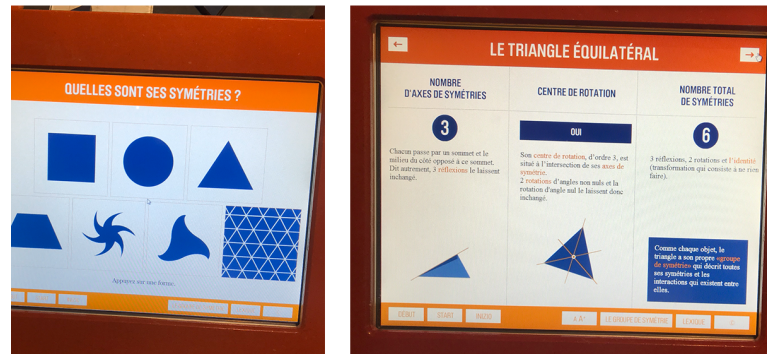 QUELLES SONT SES SYMÉTRIES ?
Appuyez sur une forme.
LE TRIANGLE ÉQUILATÉRAL
NOMBRE
D'AXES DE SYMÉTRIES
3
Chacun passe par un sommet et le
milieu du côté opposé à ce sommet.
Dit autrement, 3 réflexions le laissent
inchangé.
CENTRE DE ROTATION
OUI
Son centre de rotation, d'ordre 3, est
situé à l'intersection de ses axes de
symétrie.
2 rotations d'angles non nuls et la
rotation d'angle nul le laissent donc
inchangé.
NOMBRE TOTAL
DE SYMÉTRIES
6
3 réflexions, 2 rotations et l'identité
(transformation qui consiste à ne rien
faire).
Comme chaque objet, le
triangle a son propre «groupe
de symétrie» qui décrit toutes
ses symétries et les
interactions qui existent entre
elles.
DÉBUT START INIZIO
LE GROUPE DE SYMÉTRIE LEXIQUE